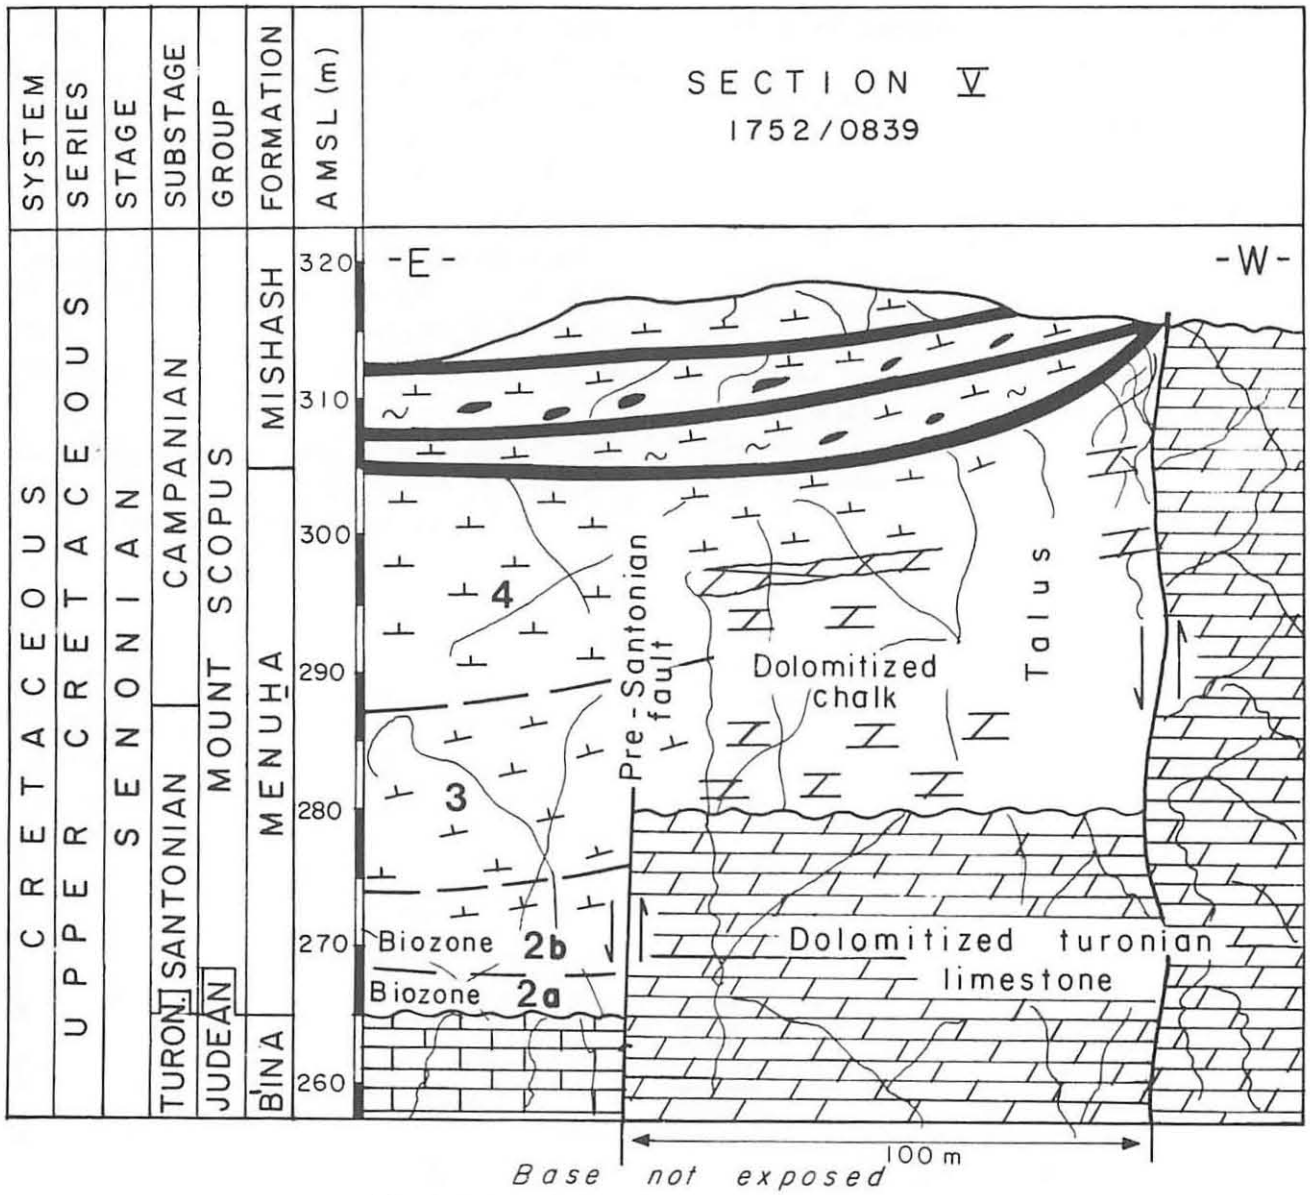 SYSTEM
SERIES
STAGE
SUBSTAGE
GROUP
FORMATION
AMSL (m)
SECTION V
1752/0839
CRETACEOUS
UPPER CRETACEOUS
SENONIAN
CAMPANIAN
SANTONIAN
TURON.
MOUNT SCOPUS
JUDEAN
MISHASH
MENUḤA
B'INA
320
310
300
290
280
270
260
-E-
-W-
4
3
Biozone 2b
Biozone 2a
Pre-Santonian
fault
Dolomitized
chalk
Talus
Dolomitized turonian
limestone
100 m
Base not exposed